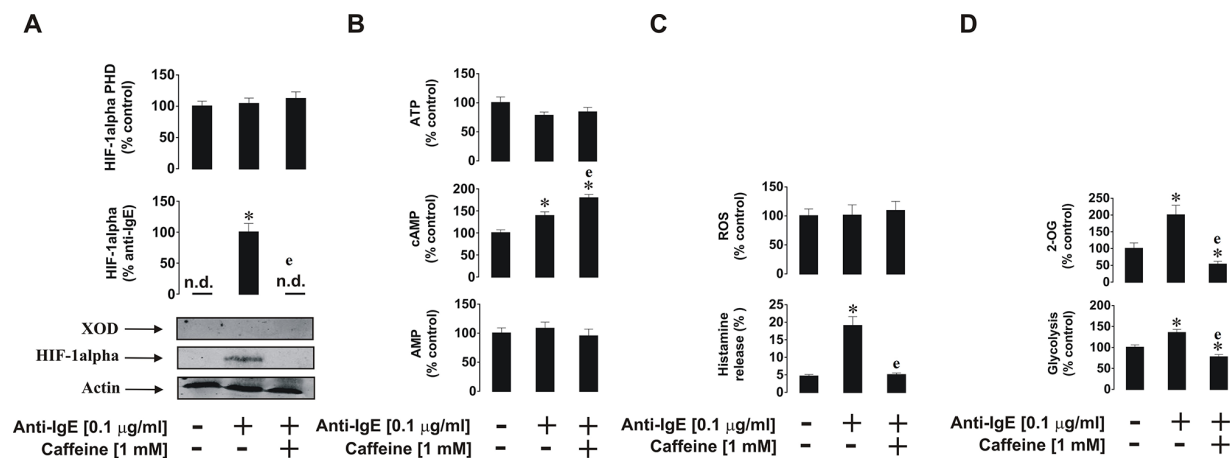 A
HIF-1alpha PHD
(% control)
150
100
50
0
HIF-1alpha
(% anti-IgE)
150
100
50
0
n.d.
*
e
n.d.
XOD
HIF-1alpha
Actin
Anti-IgE [0.1 μg/ml] - + +
Caffeine [1 mM] - - +
B
ATP
(% control)
150
100
50
0
cAMP
(% control)
200
150
100
50
0
*
e
*
AMP
(% control)
150
100
50
0
Anti-IgE [0.1 μg/ml] - + +
Caffeine [1 mM] - - +
C
ROS
(% control)
150
100
50
0
Histamine
release (%)
25
20
15
10
5
0
*
e
Anti-IgE [0.1 μg/ml] - + +
Caffeine [1 mM] - - +
D
2-OG
(% control)
250
200
150
100
50
0
*
e
*
Glycolysis
(% control)
150
100
50
0
*
e
*
Anti-IgE [0.1 μg/ml] - + +
Caffeine [1 mM] - - +